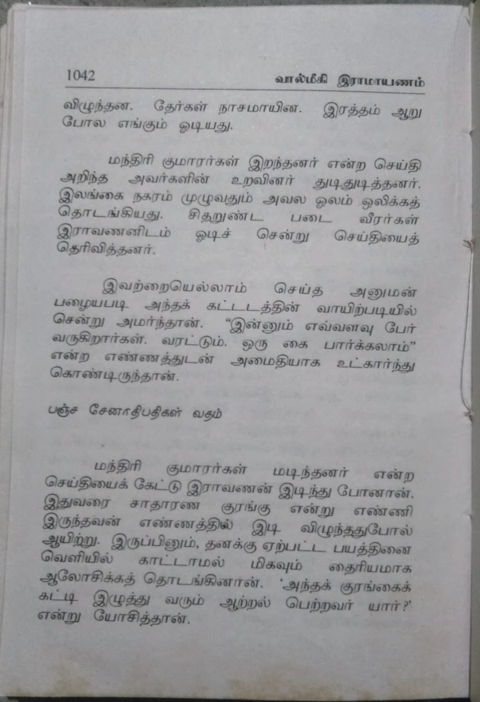 1042 வால்மீகி இராமாயணம்
விழுந்தன. தேர்கள் நாசமாயின. இரத்தம் ஆறு
போல எங்கும் ஓடியது.
மந்திரி குமாரர்கள் இறந்தனர் என்ற செய்தி
அறிந்த அவர்களின் உறவினர் துடிதுடித்தனர்.
இலங்கை நகரம் முழுவதும் அவல ஓலம் ஒலிக்கத்
தொடங்கியது. சிதறுண்ட படை வீரர்கள்
இராவணனிடம் ஓடிச் சென்று செய்தியைத்
தெரிவித்தனர்.
இவற்றையெல்லாம் செய்த அனுமன்
பழையபடி அந்தக் கட்டடத்தின் வாயிற்படியில்
சென்று அமர்ந்தான். “இன்னும் எவ்வளவு பேர்
வருகிறார்கள். வரட்டும். ஒரு கை பார்க்கலாம்”
என்ற எண்ணத்துடன் அமைதியாக உட்கார்ந்து
கொண்டிருந்தான்.
பஞ்ச சேனாதிபதிகள் வதம்
மந்திரி குமாரர்கள் மடிந்தனர் என்ற
செய்தியைக் கேட்டு இராவணன் இடிந்து போனான்.
இதுவரை சாதாரண குரங்கு என்று எண்ணி
இருந்தவன் எண்ணத்தில் இடி விழுந்ததுபோல்
ஆயிற்று. இருப்பினும், தனக்கு ஏற்பட்ட பயத்தினை
வெளியில் காட்டாமல் மிகவும் தைரியமாக
ஆலோசிக்கத் தொடங்கினான். ‘அந்தக் குரங்கைக்
கட்டி இழுத்து வரும் ஆற்றல் பெற்றவர் யார்?’
என்று யோசித்தான்.